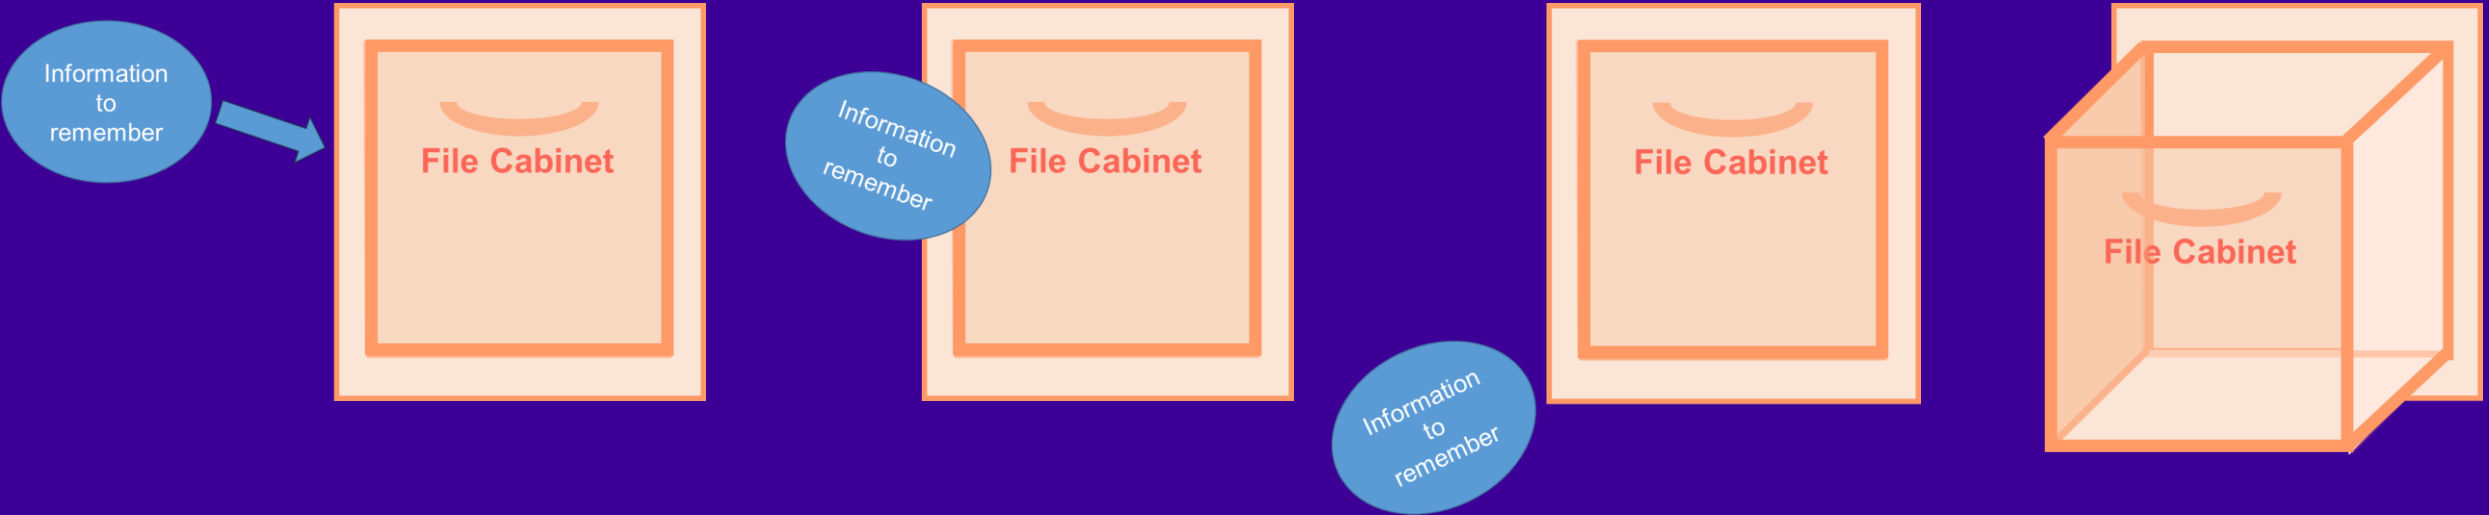 Information
to
remember
File Cabinet
Information
to
remember
File Cabinet
File Cabinet
Information
to
remember
File Cabinet